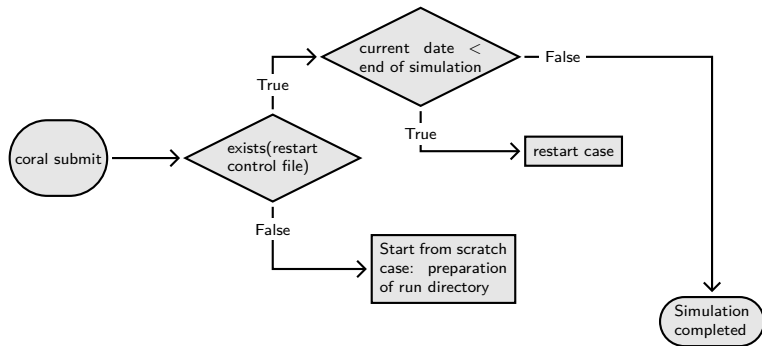 current date <
end of simulation
False
True
True
coral submit
exists(restart
control file)
restart case
False
Start from scratch
case: preparation
of run directory
Simulation
completed